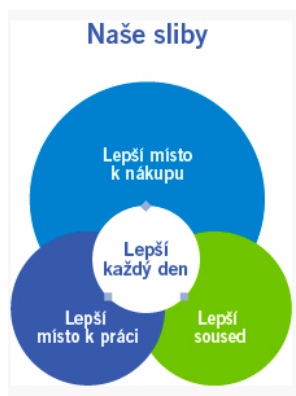 Naše sliby
Lepší místo
k nákupu
Lepší
každý den
Lepší
místo k práci
Lepší
soused